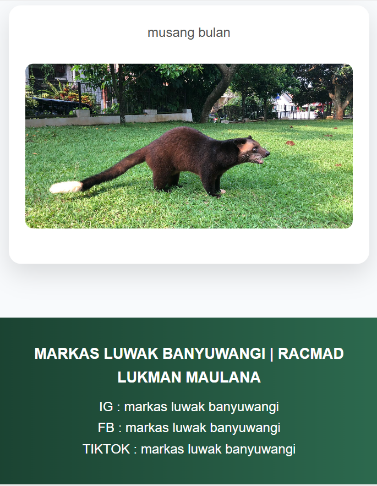 musang bulan
MARKAS LUWAK BANYUWANGI | RACMAD
LUKMAN MAULANA
IG : markas luwak banyuwangi
FB : markas luwak banyuwangi
TIKTOK : markas luwak banyuwangi